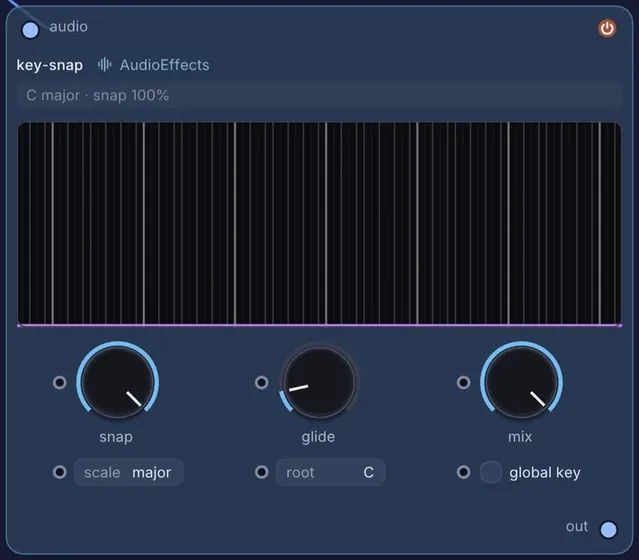 audio
key-snap AudioEffects
C major · snap 100%
snap glide mix
scale major root C global key
out